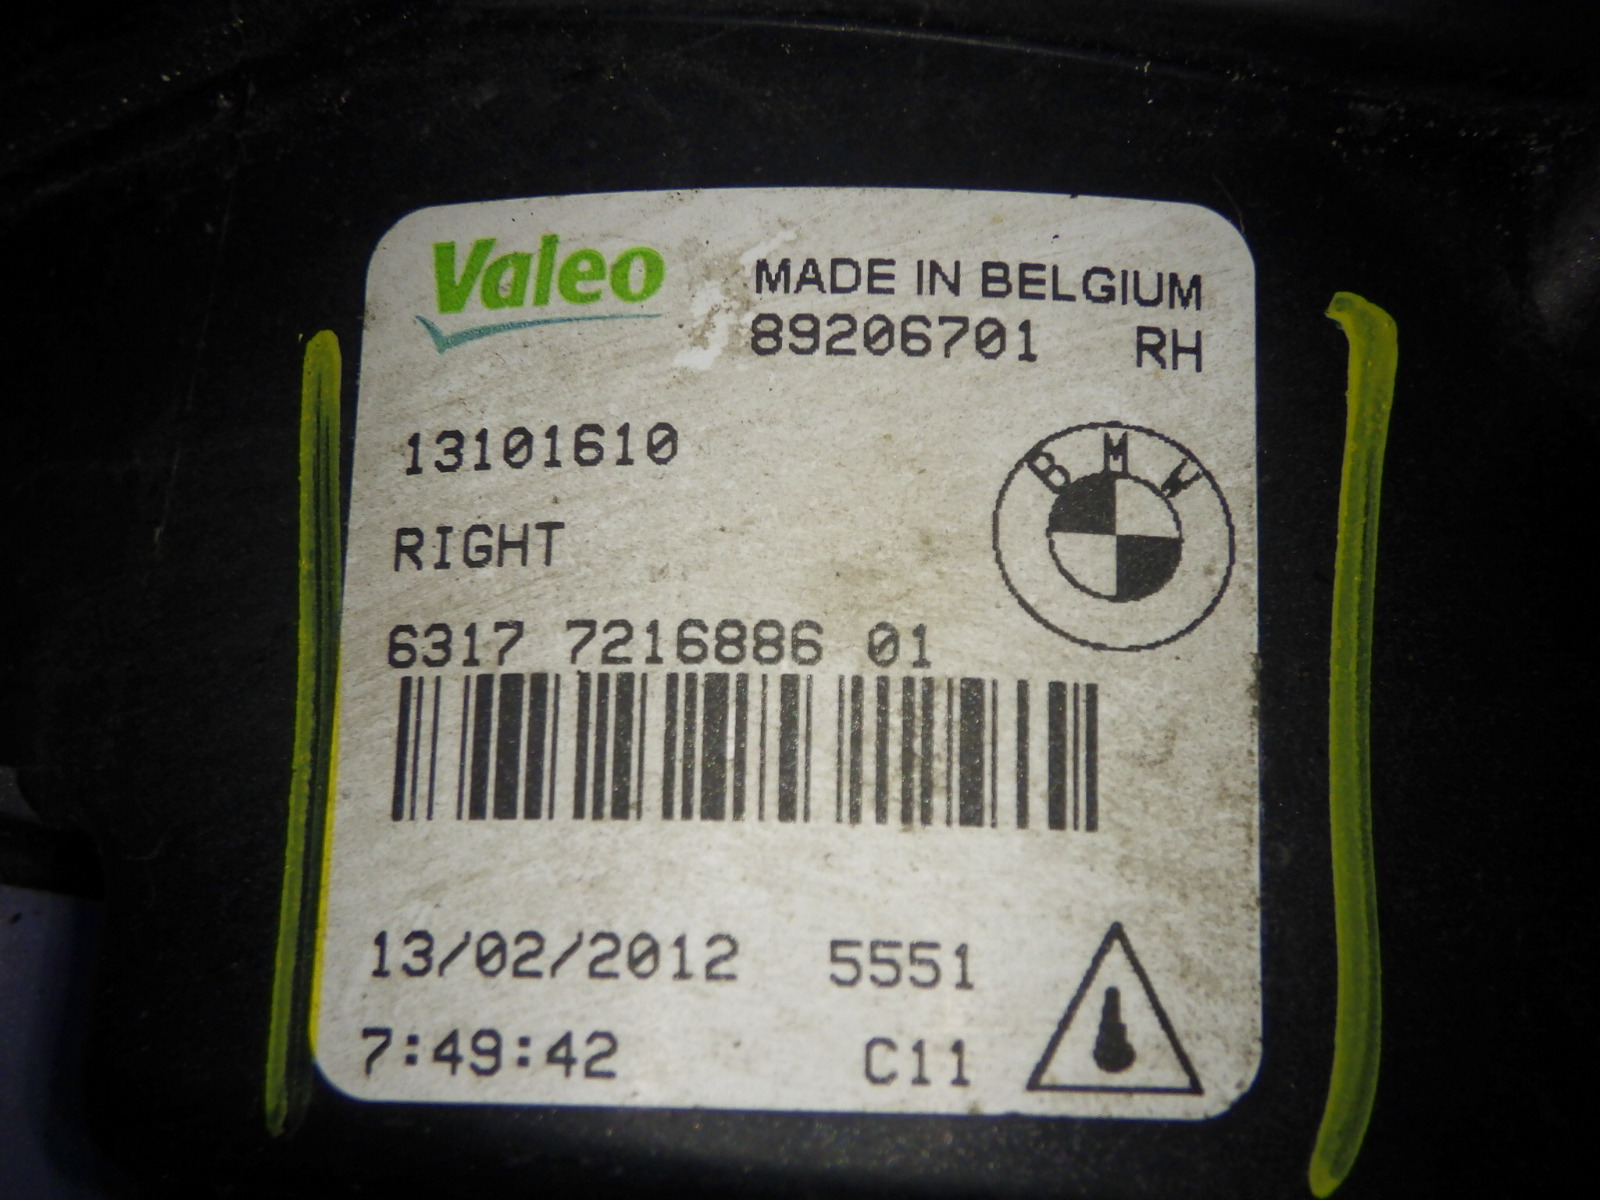 Valeo
MADE IN BELGIUM
89206701 RH
13101610
BMW
RIGHT
6317 7216886 01
13/02/2012 5551
7:49:42 C11